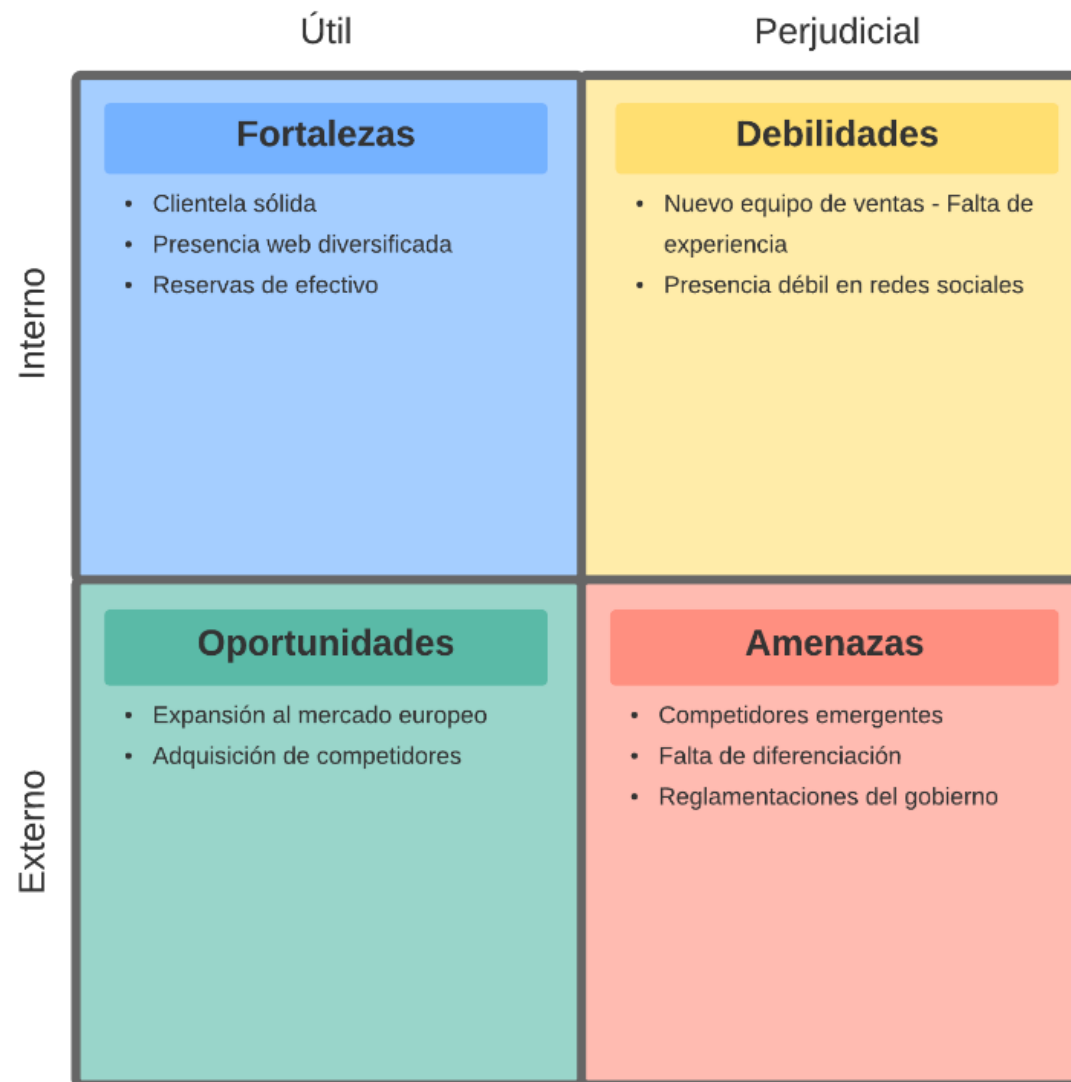 Útil
Perjudicial
Interno
Fortalezas
• Clientela sólida
• Presencia web diversificada
• Reservas de efectivo
Debilidades
• Nuevo equipo de ventas - Falta de
experiencia
• Presencia débil en redes sociales
Externo
Oportunidades
• Expansión al mercado europeo
• Adquisición de competidores
Amenazas
• Competidores emergentes
• Falta de diferenciación
• Reglamentaciones del gobierno